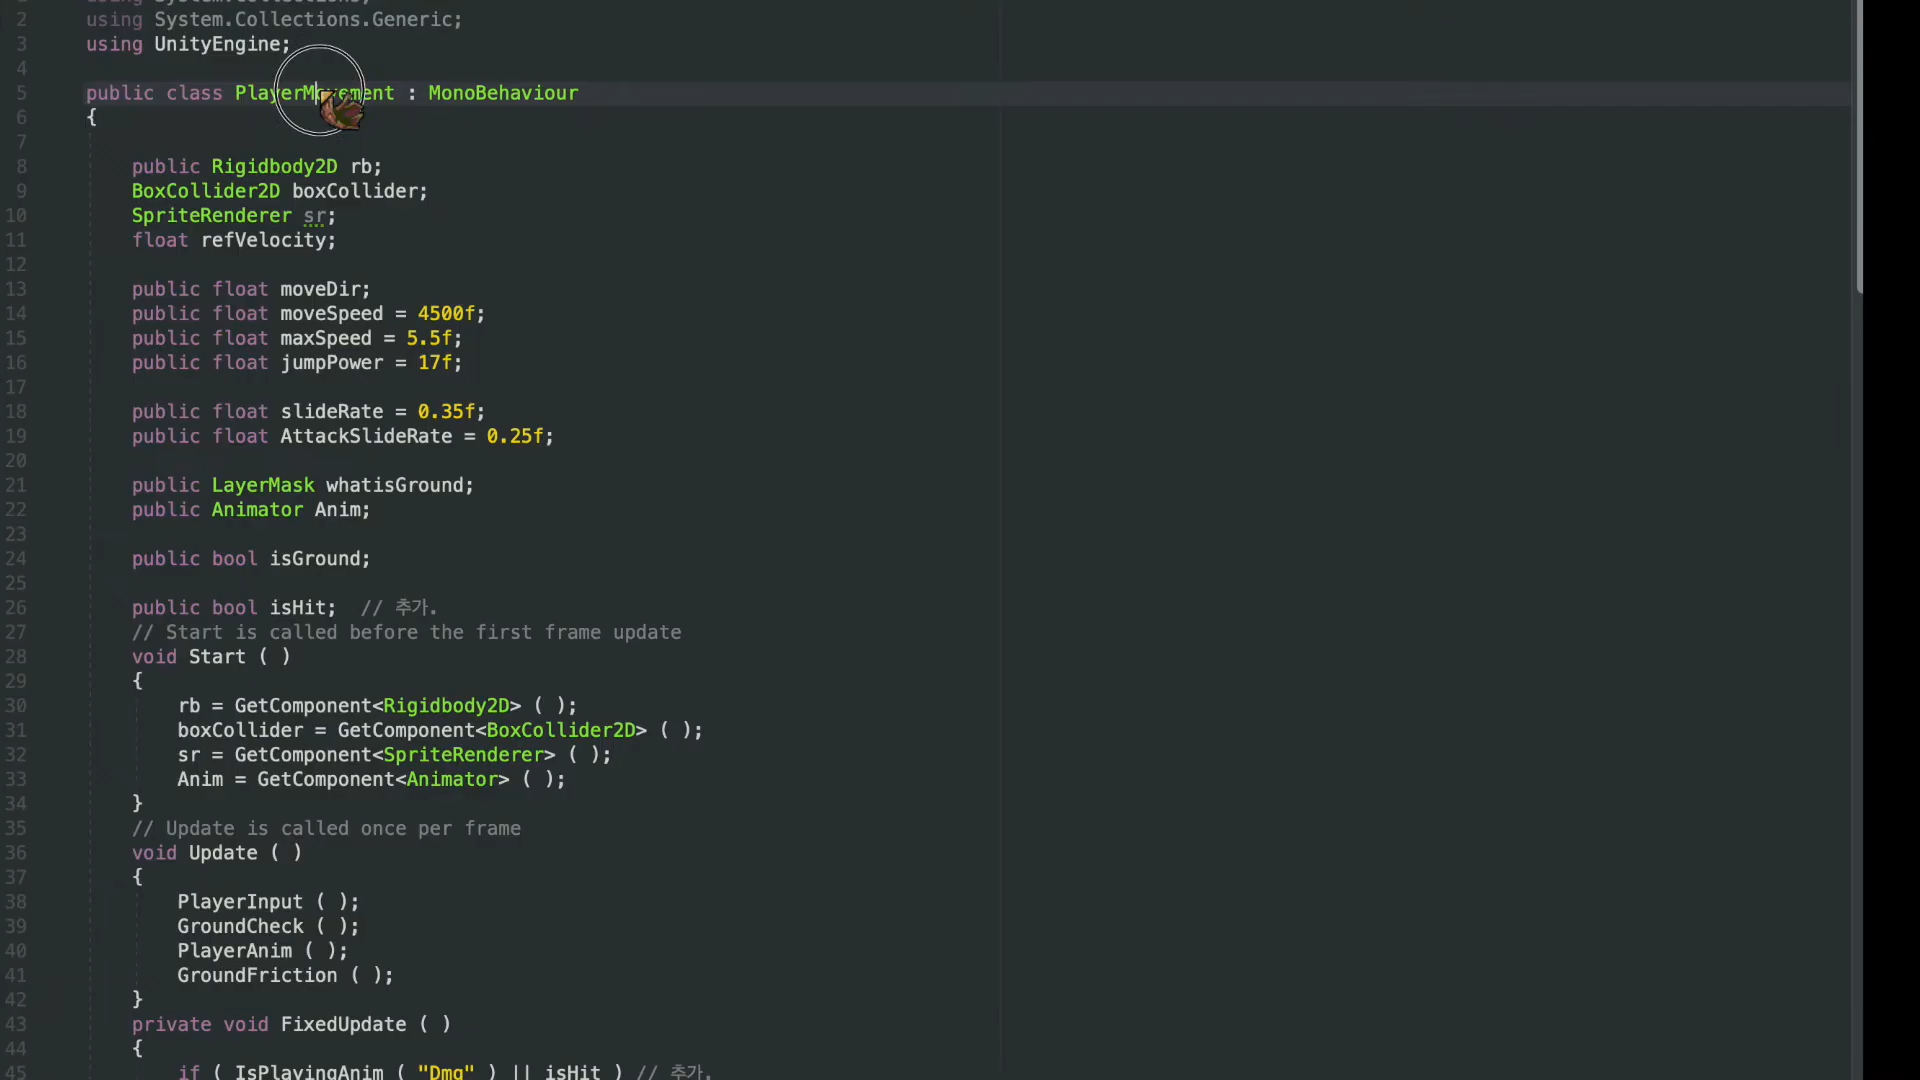 2 using System.Collections.Generic;
3 using UnityEngine;
4
5 public class PlayerMovement : MonoBehaviour
6 {
7
8 public Rigidbody2D rb;
9 BoxCollider2D boxCollider;
10 SpriteRenderer sr;
11 float refVelocity;
12
13 public float moveDir;
14 public float moveSpeed = 4500f;
15 public float maxSpeed = 5.5f;
16 public float jumpPower = 17f;
17
18 public float slideRate = 0.35f;
19 public float AttackSlideRate = 0.25f;
20
21 public LayerMask whatisGround;
22 public Animator Anim;
23
24 public bool isGround;
25
26 public bool isHit; // 추가.
27 // Start is called before the first frame update
28 void Start ( )
29 {
30 rb = GetComponent<Rigidbody2D> ( );
31 boxCollider = GetComponent<BoxCollider2D> ( );
32 sr = GetComponent<SpriteRenderer> ( );
33 Anim = GetComponent<Animator> ( );
34 }
35 // Update is called once per frame
36 void Update ( )
37 {
38 PlayerInput ( );
39 GroundCheck ( );
40 PlayerAnim ( );
41 GroundFriction ( );
42 }
43 private void FixedUpdate ( )
44 {
45 if ( IsPlayingAnim ( "Dmg" ) || isHit ) // 추가.